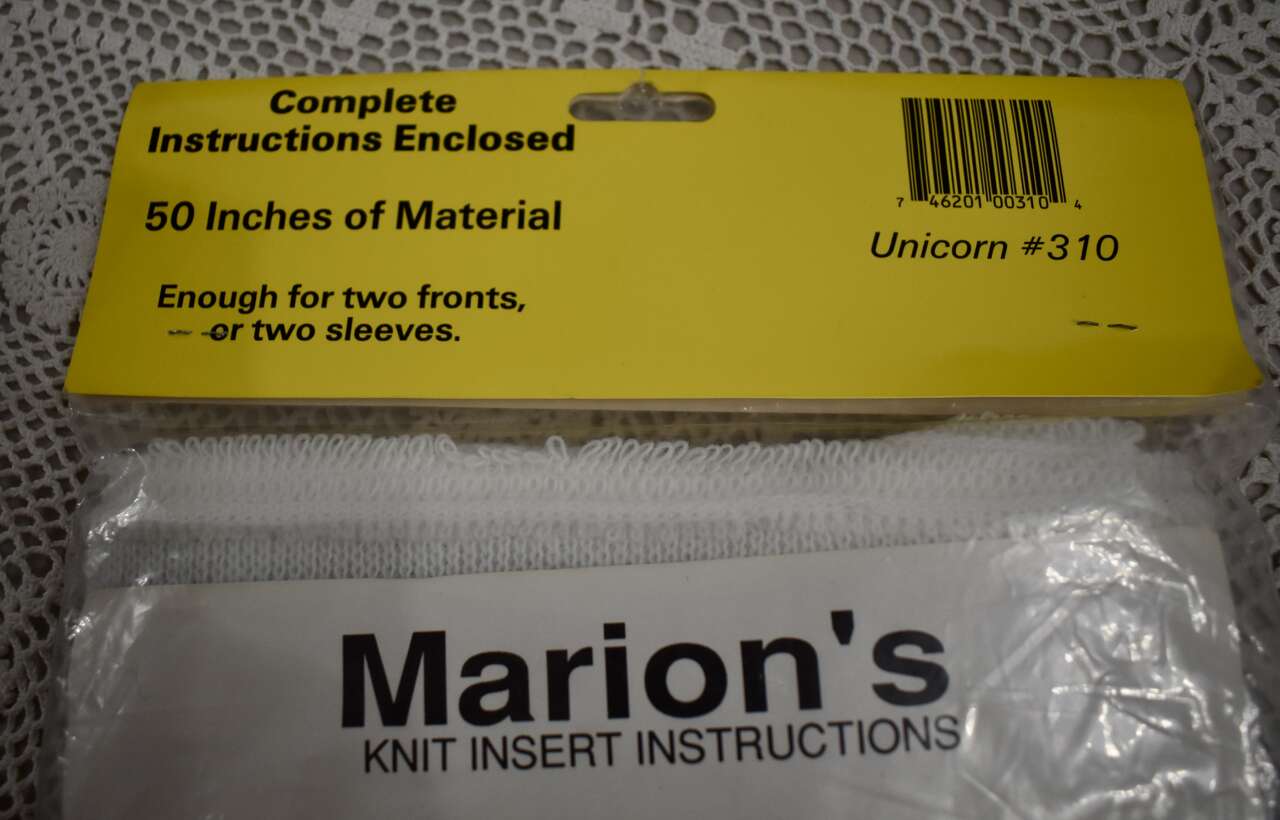 Complete
Instructions Enclosed
50 Inches of Material
Enough for two fronts,
or two sleeves.
7 46201 00310 4
Unicorn #310
Marion's
KNIT INSERT INSTRUCTIONS